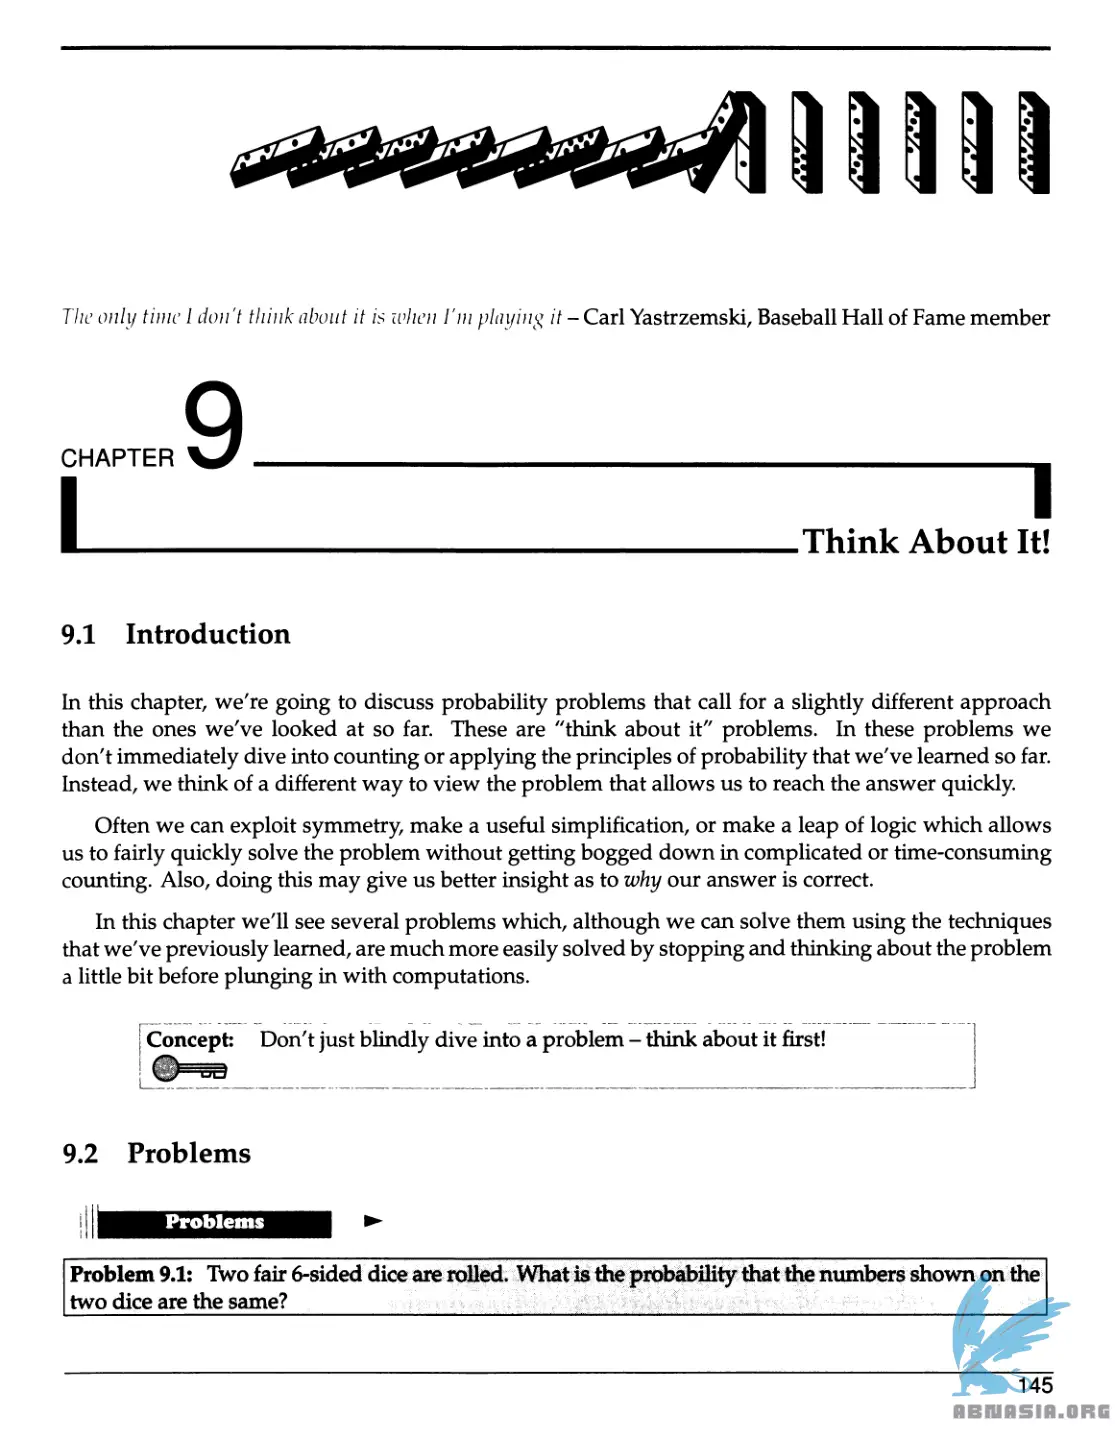 The only time I don't think about it is when I'm playing it – Carl Yastrzemski, Baseball Hall of Fame member
CHAPTER 9
Think About It!
9.1 Introduction
In this chapter, we're going to discuss probability problems that call for a slightly different approach
than the ones we've looked at so far. These are "think about it" problems. In these problems we
don't immediately dive into counting or applying the principles of probability that we've learned so far.
Instead, we think of a different way to view the problem that allows us to reach the answer quickly.
Often we can exploit symmetry, make a useful simplification, or make a leap of logic which allows
us to fairly quickly solve the problem without getting bogged down in complicated or time-consuming
counting. Also, doing this may give us better insight as to why our answer is correct.
In this chapter we'll see several problems which, although we can solve them using the techniques
that we've previously learned, are much more easily solved by stopping and thinking about the problem
a little bit before plunging in with computations.
Concept: Don't just blindly dive into a problem – think about it first!
9.2 Problems
Problems
Problem 9.1: Two fair 6-sided dice are rolled. What is the probability that the numbers shown on the
two dice are the same?
145
ABNASIA.ORG